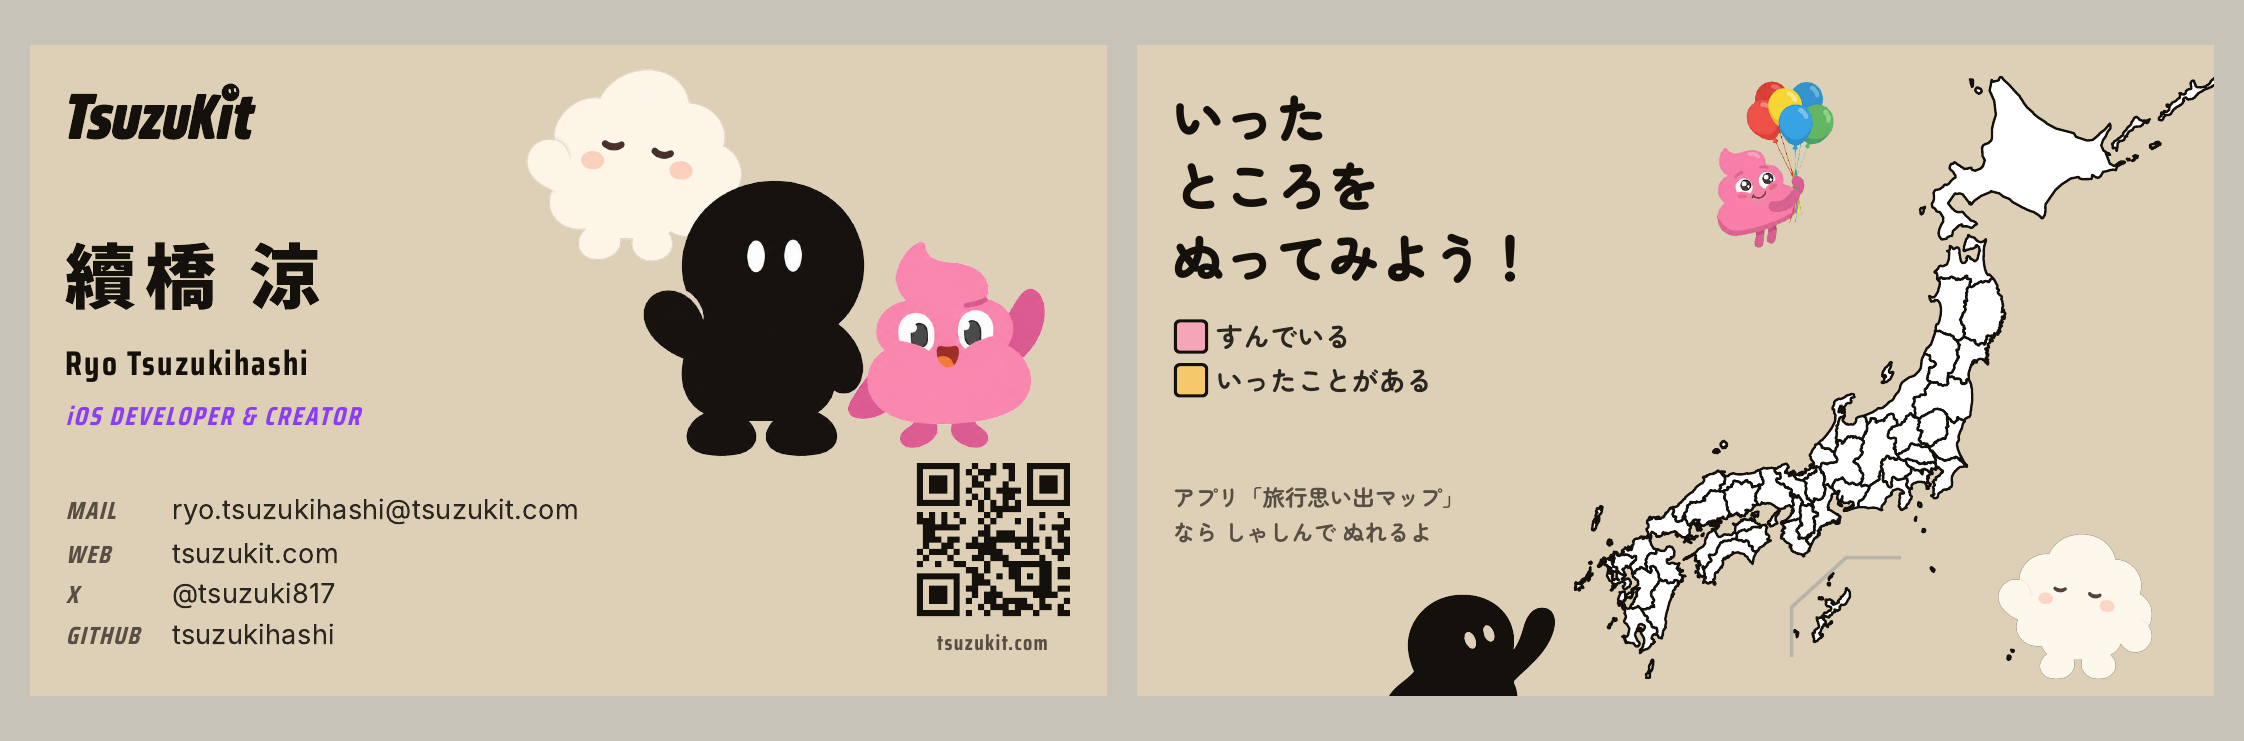 TsuzuKit
續橋 涼
Ryo Tsuzukihashi
iOS DEVELOPER & CREATOR
MAIL ryo.tsuzukihashi@tsuzukit.com
WEB tsuzukit.com
X @tsuzuki817
GITHUB tsuzukihashi
tsuzukit.com
いった
ところを
ぬってみよう！
すんでいる
いったことがある
アプリ「旅行思い出マップ」
なら しゃしんで ぬれるよ